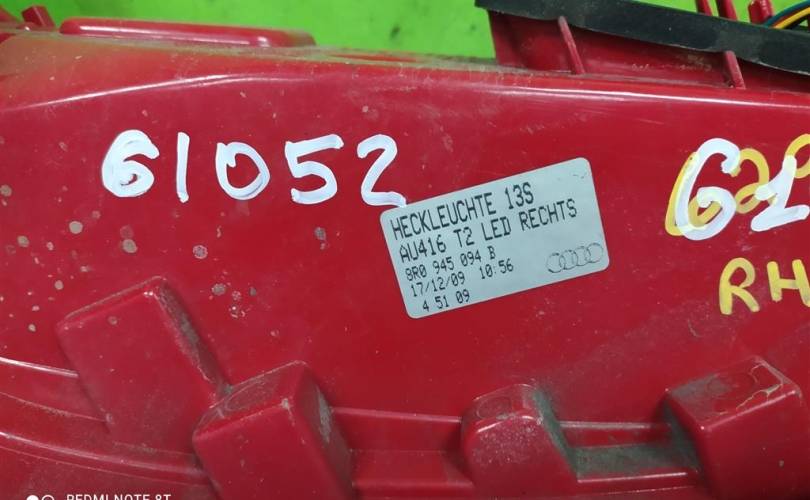 61052
HECKLEUCHTE 13S
AU416 T2 LED RECHTS
8R0 945 094 B
17/12/09 10:56
4 51 09
RH
REDMI NOTE 8T